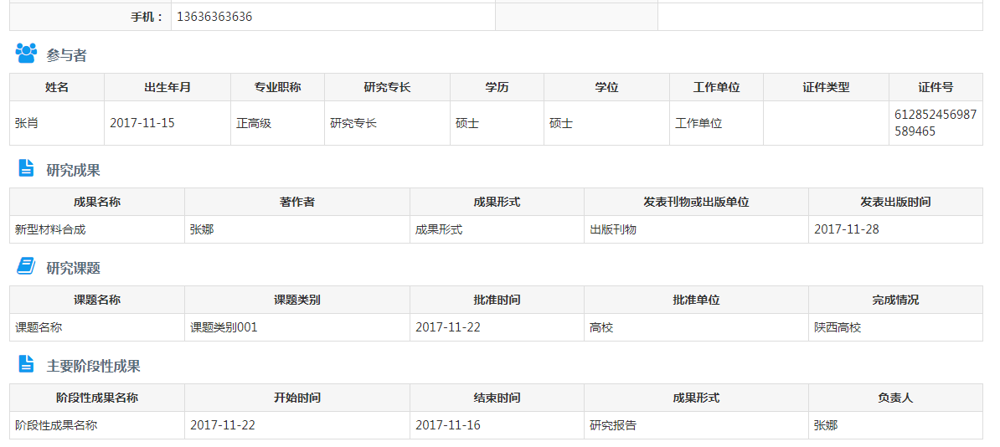 手机： 13636363636
参与者
姓名 出生年月 专业职称 研究专长 学历 学位 工作单位 证件类型 证件号
张肖 2017-11-15 正高级 研究专长 硕士 硕士 工作单位 612852456987
589465
研究成果
成果名称 著作者 成果形式 发表刊物或出版单位 发表出版时间
新型材料合成 张娜 成果形式 出版刊物 2017-11-28
研究课题
课题名称 课题类别 批准时间 批准单位 完成情况
课题名称 课题类别001 2017-11-22 高校 陕西高校
主要阶段性成果
阶段性成果名称 开始时间 结束时间 成果形式 负责人
阶段性成果名称 2017-11-22 2017-11-16 研究报告 张娜